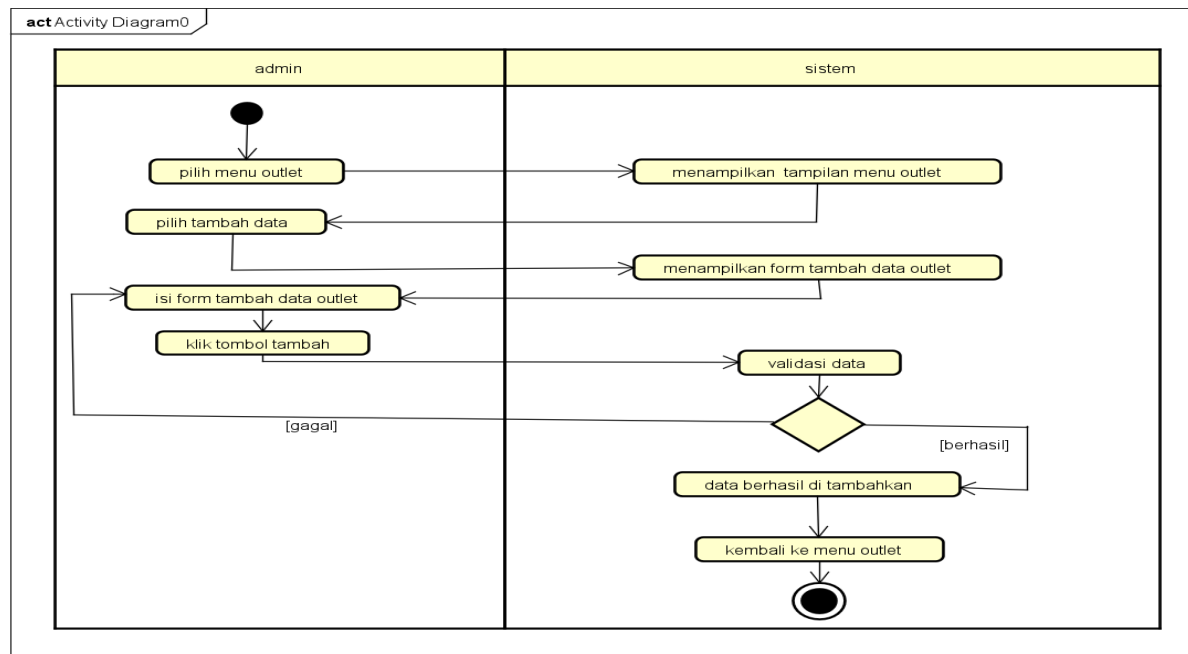 act Activity Diagram0
admin
sistem
pilih menu outlet
menampilkan tampilan menu outlet
pilih tambah data
menampilkan form tambah data outlet
isi form tambah data outlet
klik tombol tambah
validasi data
[gagal]
[berhasil]
data berhasil di tambahkan
kembali ke menu outlet